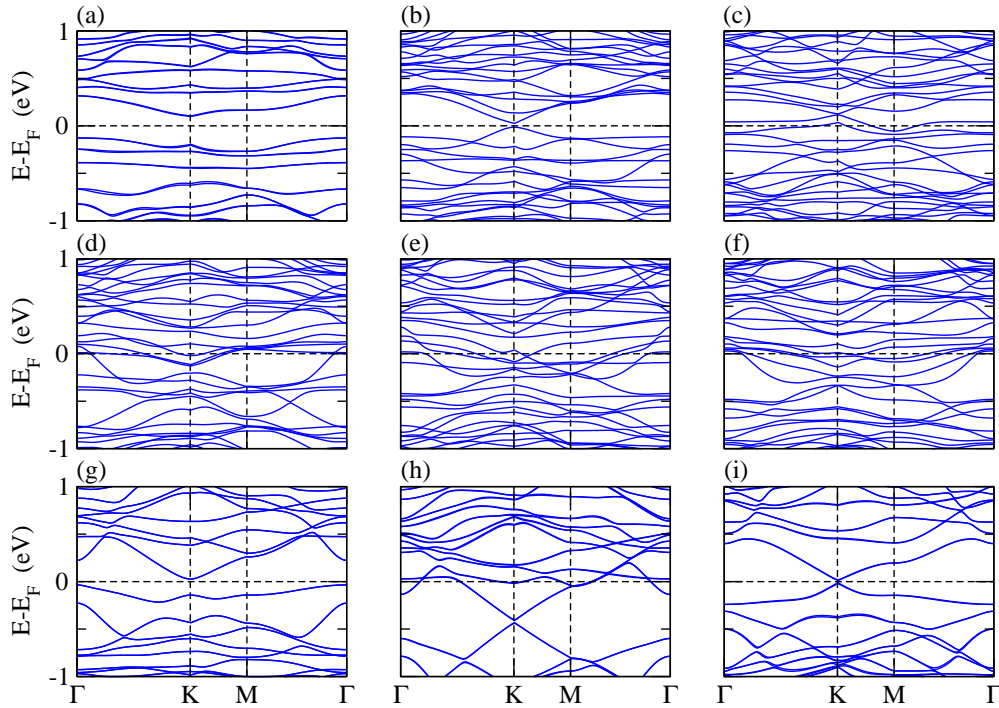 (a) (b) (c)
1
E-E_F (eV)
0
-1
(d) (e) (f)
1
E-E_F (eV)
0
-1
(g) (h) (i)
1
E-E_F (eV)
0
-1
Γ K M Γ Γ K M Γ Γ K M Γ